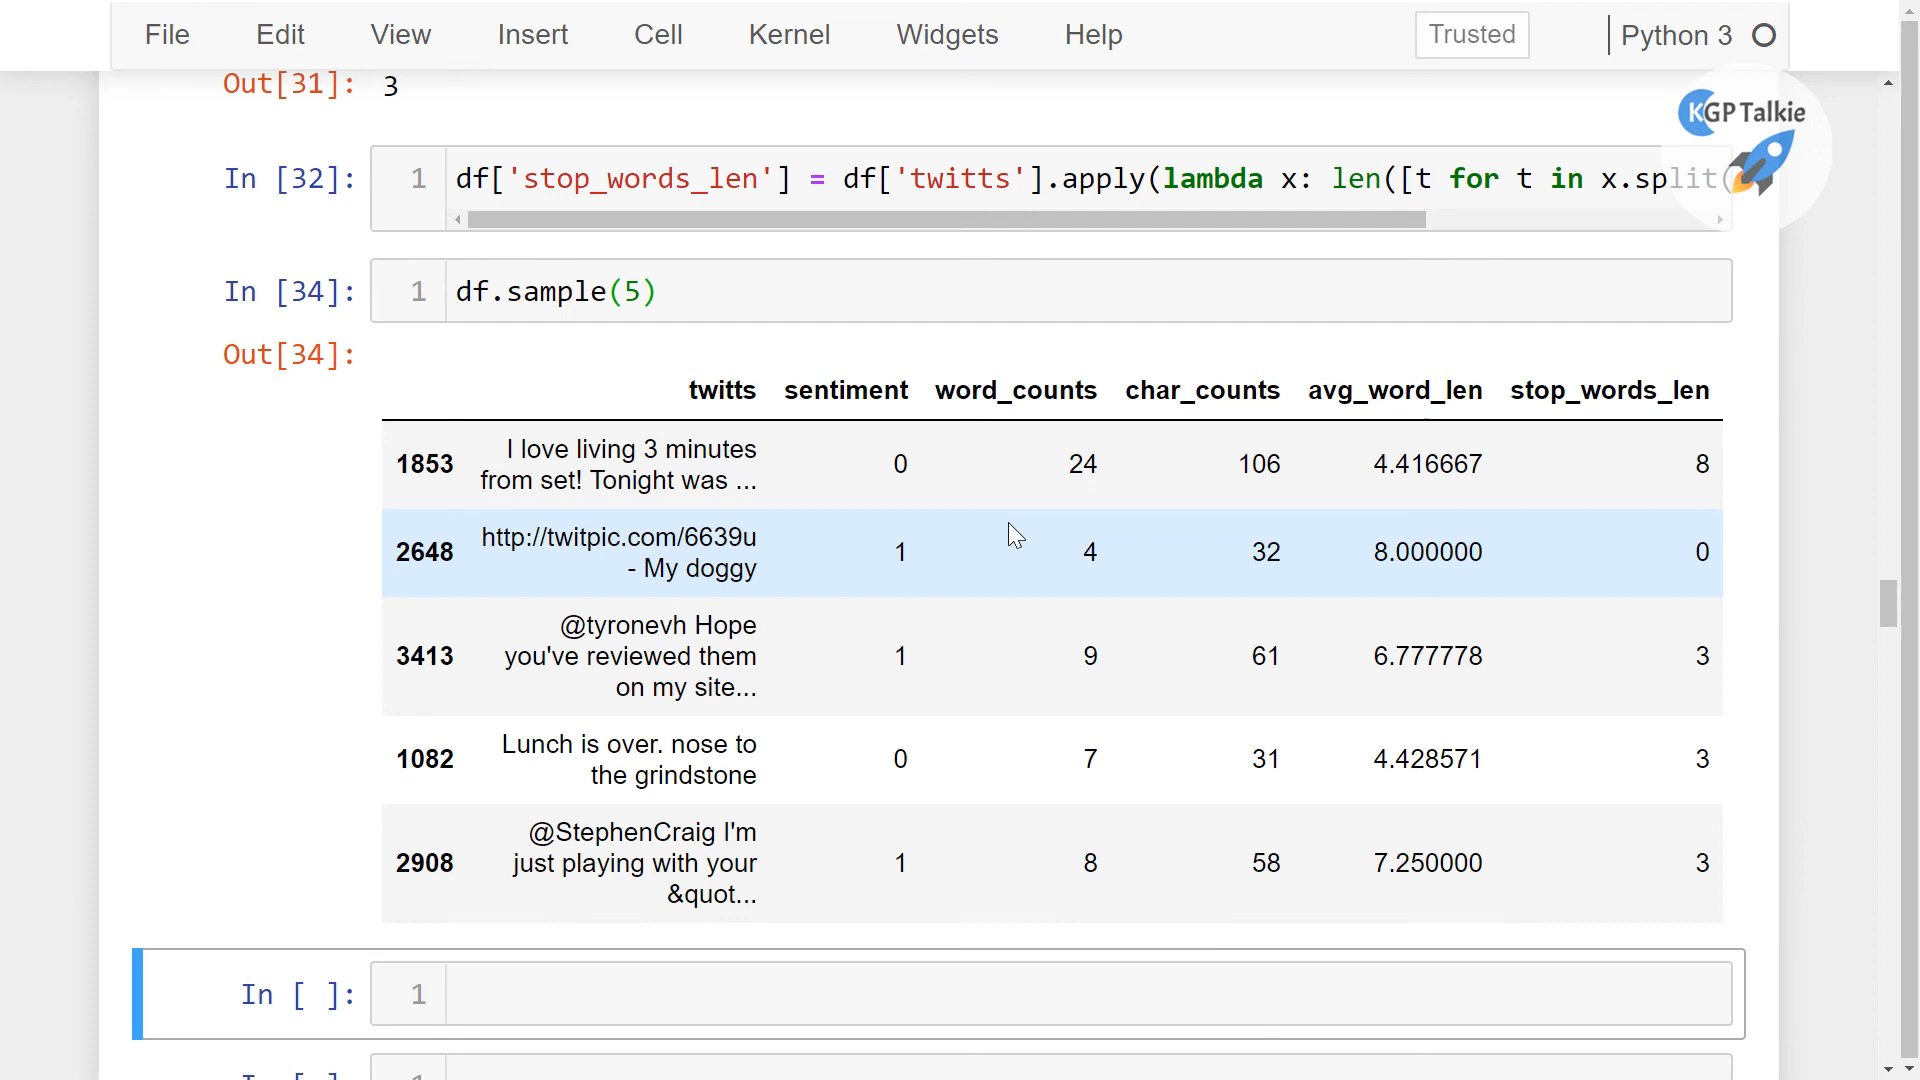 File Edit View Insert Cell Kernel Widgets Help Trusted Python 3
KGP Talkie
Out[31]: 3
In [32]: 1 df['stop_words_len'] = df['twitts'].apply(lambda x: len([t for t in x.split(
In [34]: 1 df.sample(5)
Out[34]:
twitts sentiment word_counts char_counts avg_word_len stop_words_len
1853 I love living 3 minutes from set! Tonight was ... 0 24 106 4.416667 8
2648 http://twitpic.com/6639u - My doggy 1 4 32 8.000000 0
3413 @tyronevh Hope you've reviewed them on my site... 1 9 61 6.777778 3
1082 Lunch is over. nose to the grindstone 0 7 31 4.428571 3
2908 @StephenCraig I'm just playing with your &quot... 1 8 58 7.250000 3
In [ ]: 1